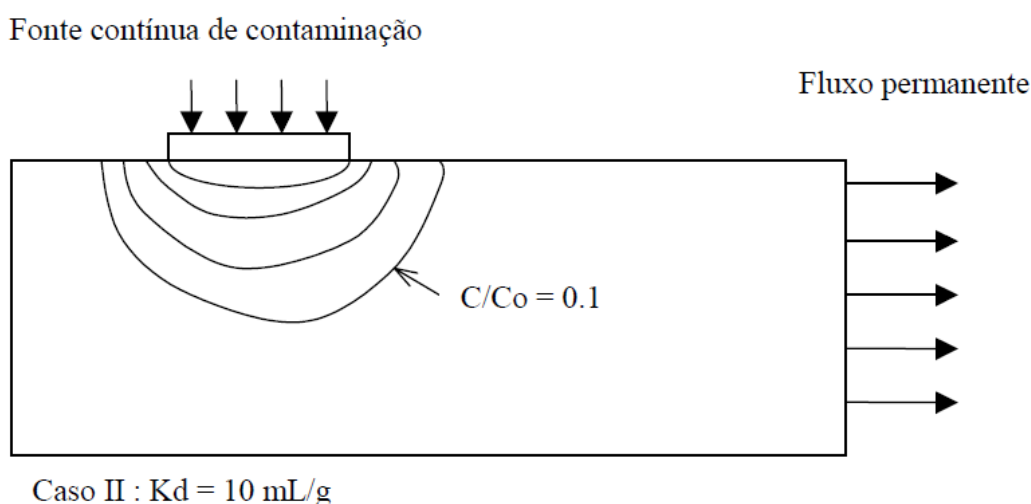 Fonte contínua de contaminação
Fluxo permanente
C/Co = 0.1
Caso II : Kd = 10 mL/g